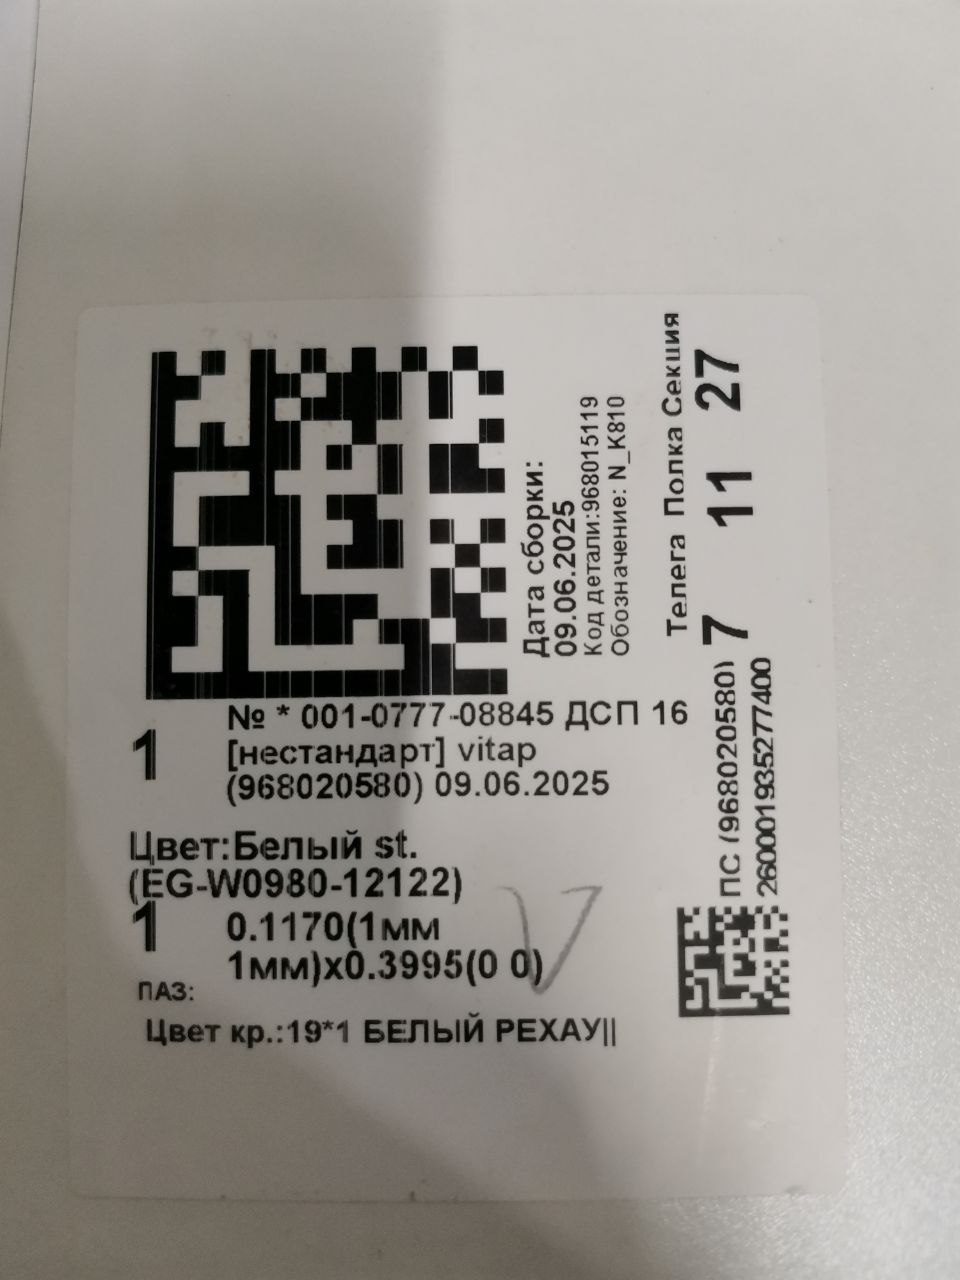 Дата сборки:
09.06.2025
Код детали:968015119
Обозначение: N_K810
Телега Полка Секция
7 11 27
№ * 001-0777-08845 ДСП 16
1 [нестандарт] vitap
(968020580) 09.06.2025
Цвет:Белый st.
(EG-W0980-12122)
1 0.1170(1мм
1мм)x0.3995(0 0)
ПАЗ:
Цвет кр.:19*1 БЕЛЫЙ РЕХАУ||
ПС (968020580)
2600019352777400